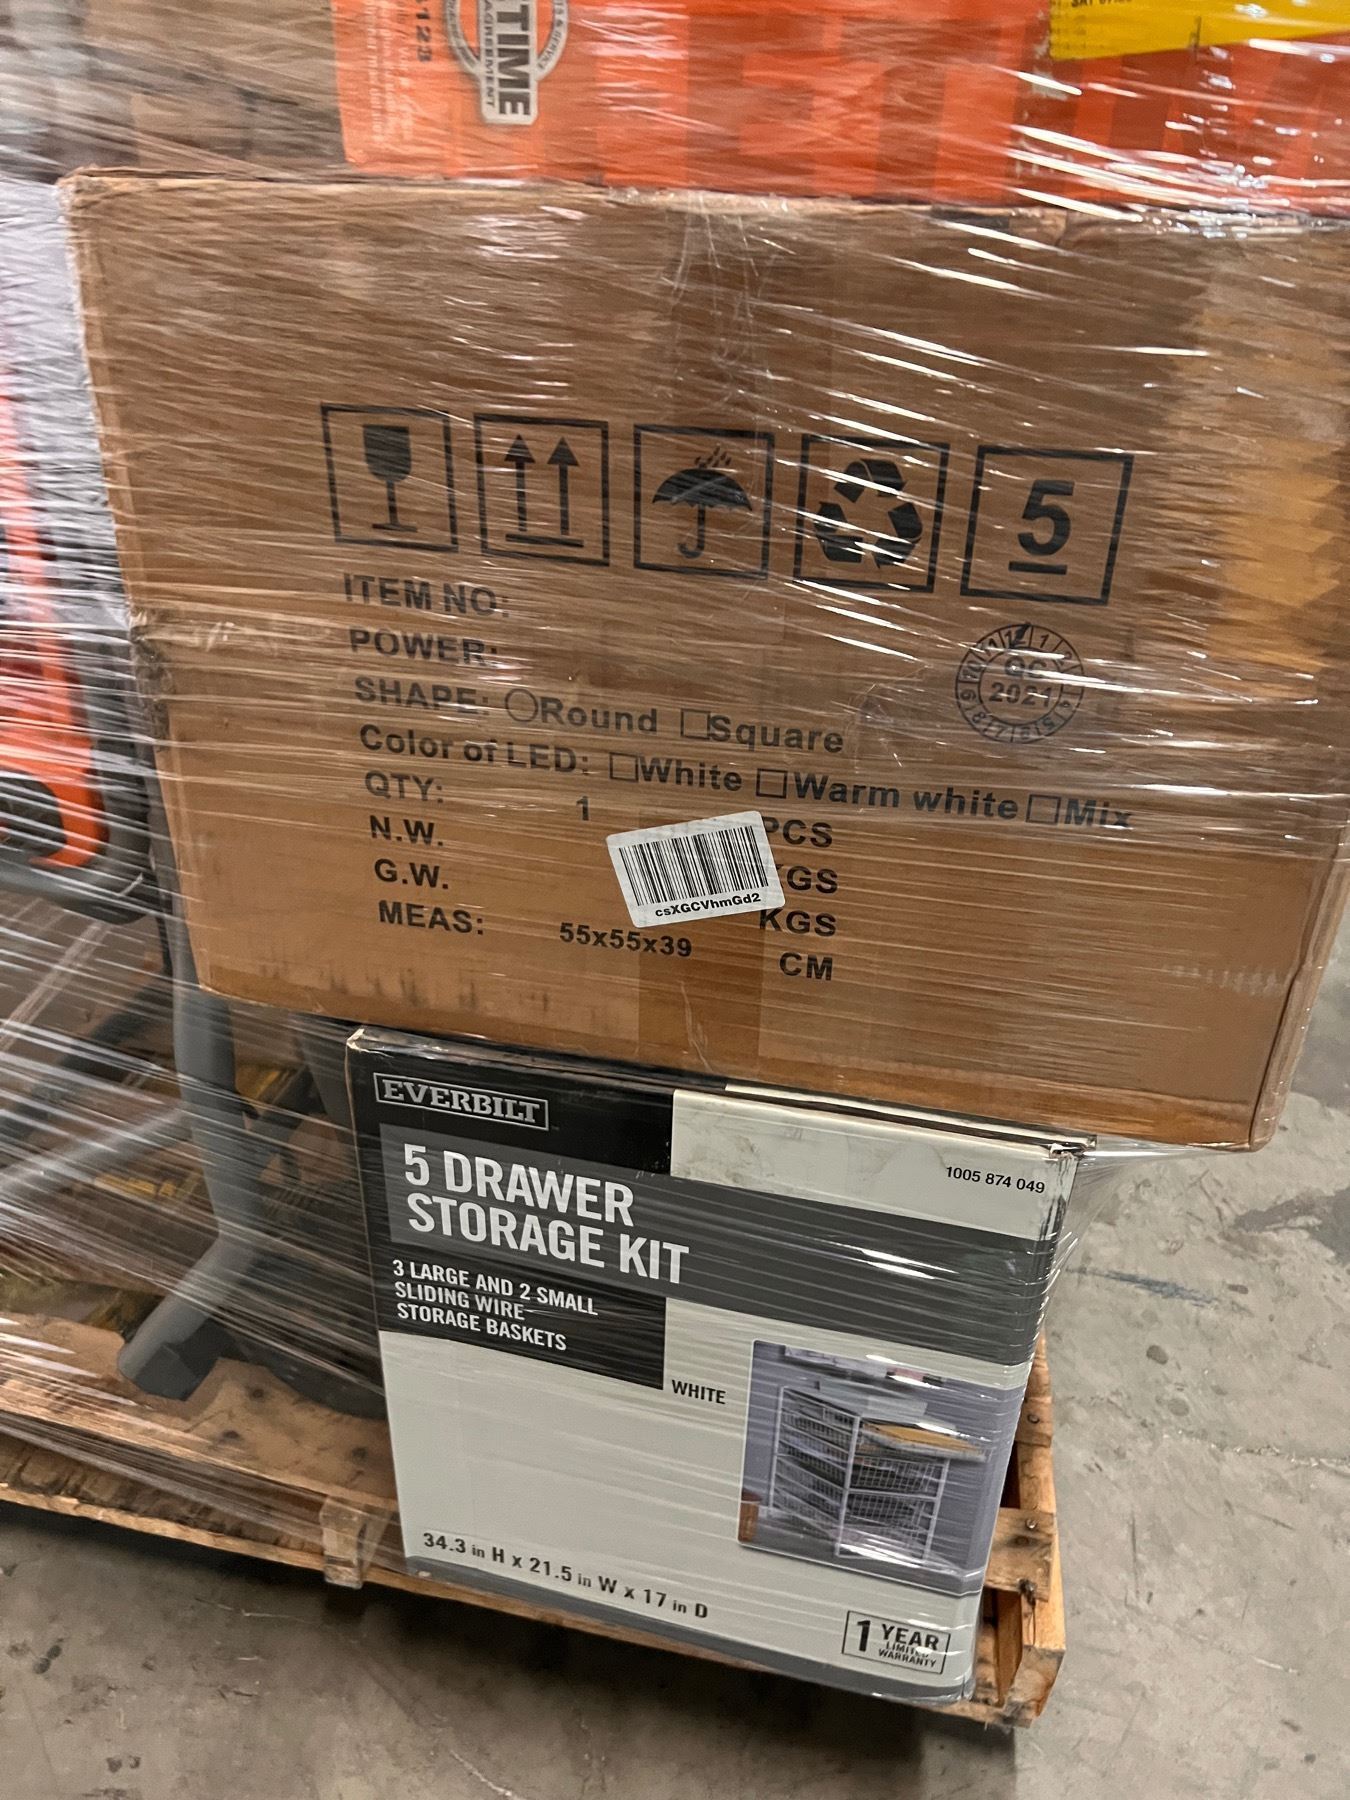 TIME
AGREEMENT
5
ITEM NO:
POWER:
SHAPE: Round Square
Color of LED: White Warm white Mix
QTY: 1 PCS
N.W. KGS
G.W. KGS
MEAS: 55x55x39 CM
QC
2021
csXGCVhmGd2
EVERBILT
1005 874 049
5 DRAWER
STORAGE KIT
3 LARGE AND 2 SMALL
SLIDING WIRE
STORAGE BASKETS
WHITE
34.3 in H x 21.5 in W x 17 in D
1 YEAR
LIMITED
WARRANTY